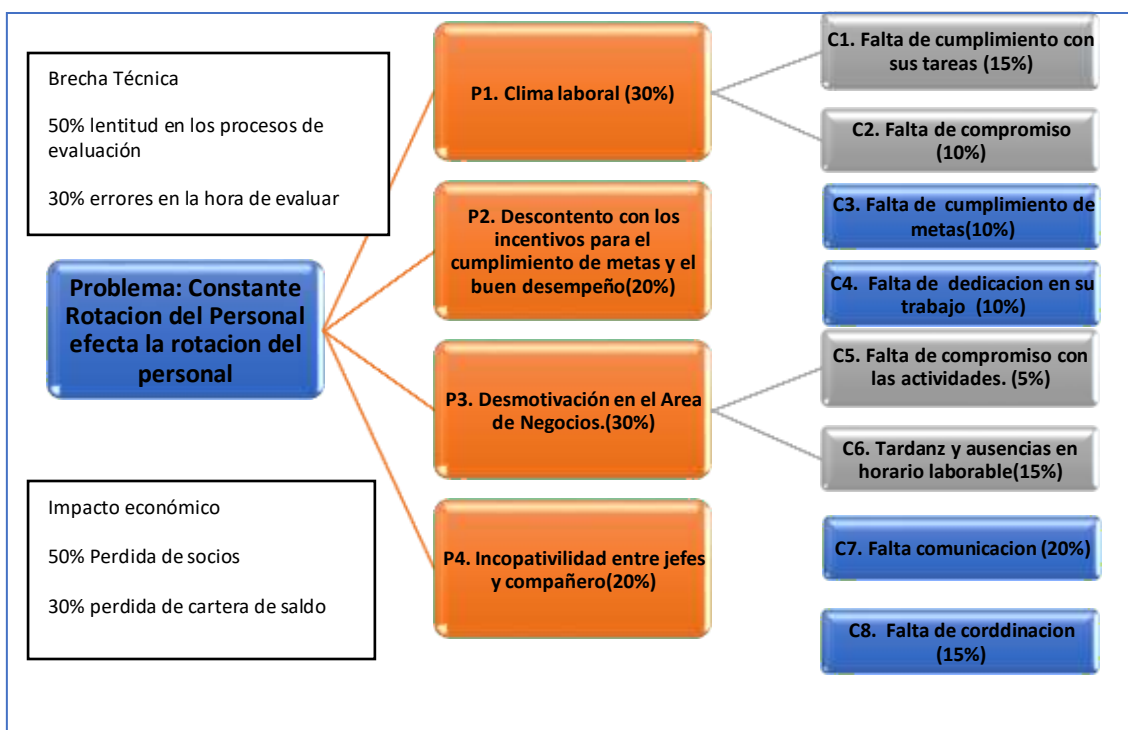 Brecha Técnica
50% lentitud en los procesos de
evaluación
30% errores en la hora de evaluar
Problema: Constante
Rotacion del Personal
efecta la rotacion del
personal
Impacto económico
50% Perdida de socios
30% perdida de cartera de saldo
P1. Clima laboral (30%)
P2. Descontento con los
incentivos para el
cumplimiento de metas y el
buen desempeño(20%)
P3. Desmotivación en el Area
de Negocios.(30%)
P4. Incopativilidad entre jefes
y compañero(20%)
C1. Falta de cumplimiento con
sus tareas (15%)
C2. Falta de compromiso
(10%)
C3. Falta de cumplimiento de
metas(10%)
C4. Falta de dedicacion en su
trabajo (10%)
C5. Falta de compromiso con
las actividades. (5%)
C6. Tardanz y ausencias en
horario laborable(15%)
C7. Falta comunicacion (20%)
C8. Falta de corddinacion
(15%)